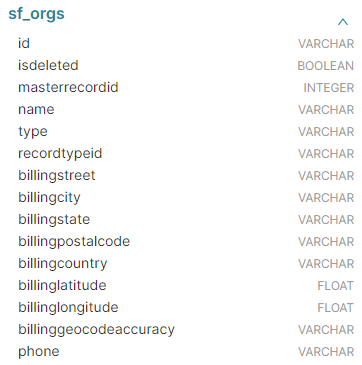 sf_orgs
id VARCHAR
isdeleted BOOLEAN
masterrecordid INTEGER
name VARCHAR
type VARCHAR
recordtypeid VARCHAR
billingstreet VARCHAR
billingcity VARCHAR
billingstate VARCHAR
billingpostalcode VARCHAR
billingcountry VARCHAR
billinglatitude FLOAT
billinglongitude FLOAT
billinggeocodeaccuracy VARCHAR
phone VARCHAR